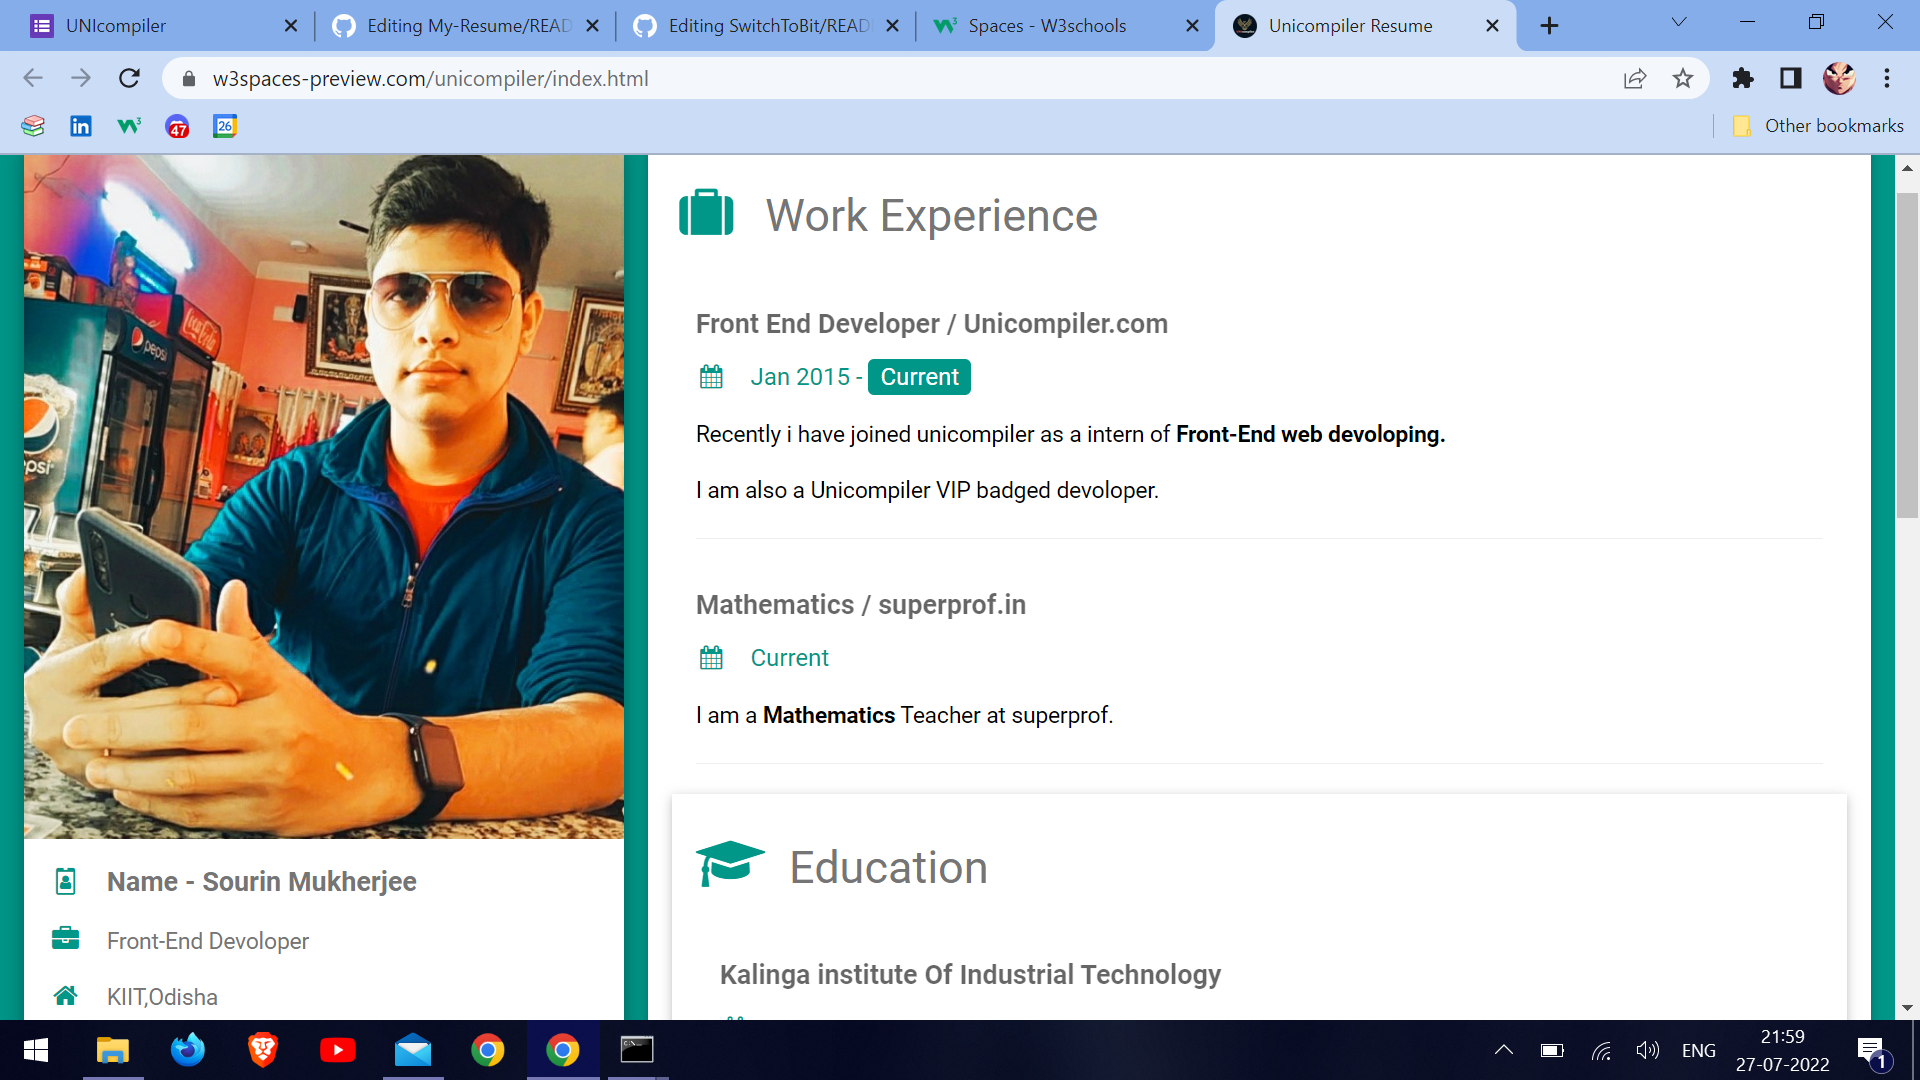 UNIcompiler
Editing My-Resume/READ
Editing SwitchToBit/READ
Spaces - W3schools
Unicompiler Resume
w3spaces-preview.com/unicompiler/index.html
47
26
Other bookmarks
Work Experience
Front End Developer / Unicompiler.com
Jan 2015 - Current
Recently i have joined unicompiler as a intern of Front-End web devoloping.
I am also a Unicompiler VIP badged devoloper.
Mathematics / superprof.in
Current
I am a Mathematics Teacher at superprof.
Education
Kalinga institute Of Industrial Technology
Coca-Cola
pepsi
epsi
Name - Sourin Mukherjee
Front-End Devoloper
KIIT,Odisha
ENG
21:59
27-07-2022
1